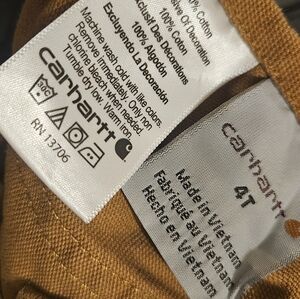 100% Cotton
Exclusive of Decoration
100% Coton
Exclusif Des Décorations
100% Algodón
Excluyendo La Decoración
Machine wash cold with like colors.
Remove immediately. Only non
chlorine bleach when needed.
Tumble dry low. Warm iron
carhartt
RN 13706
carhartt
4T
Made in Vietnam
Fabriqué au Vietnam
Hecho en Vietnam